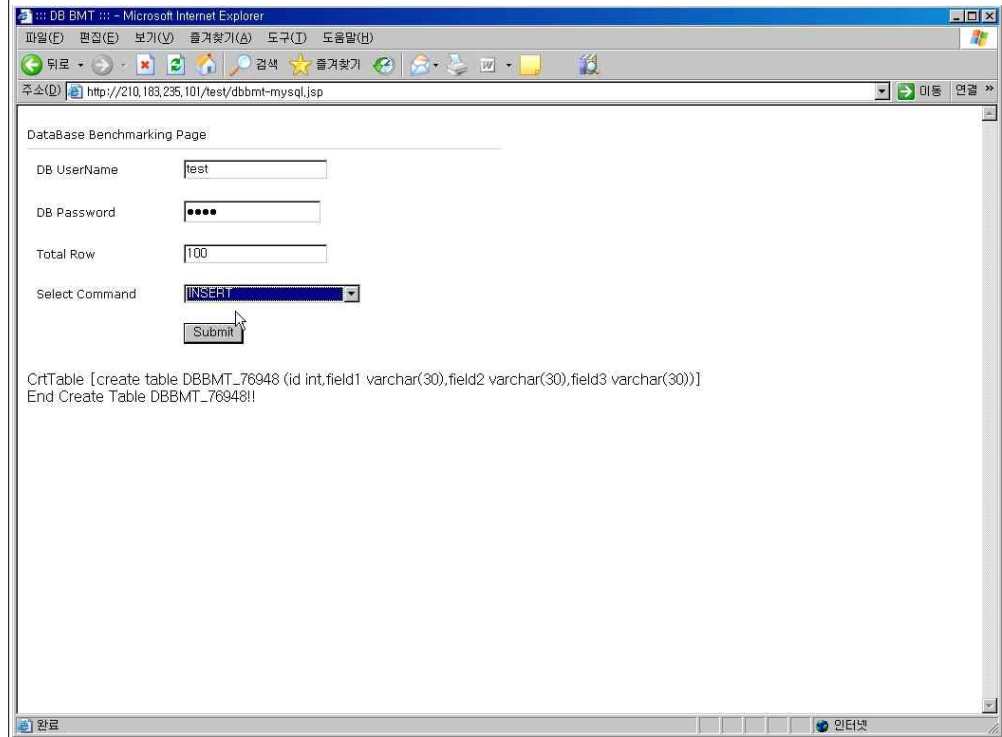 ::: DB BMT ::: - Microsoft Internet Explorer
파일(F) 편집(E) 보기(V) 즐겨찾기(A) 도구(T) 도움말(H)
뒤로 검색 즐겨찾기
주소(D) http://210,183,235,101/test/dbbmt-mysql.jsp 이동 연결 »
DataBase Benchmarking Page
DB UserName test
DB Password ●●●●
Total Row 100
Select Command INSERT
Submit
CrtTable [create table DBBMT_76948 (id int,field1 varchar(30),field2 varchar(30),field3 varchar(30))]
End Create Table DBBMT_76948!!
완료 인터넷